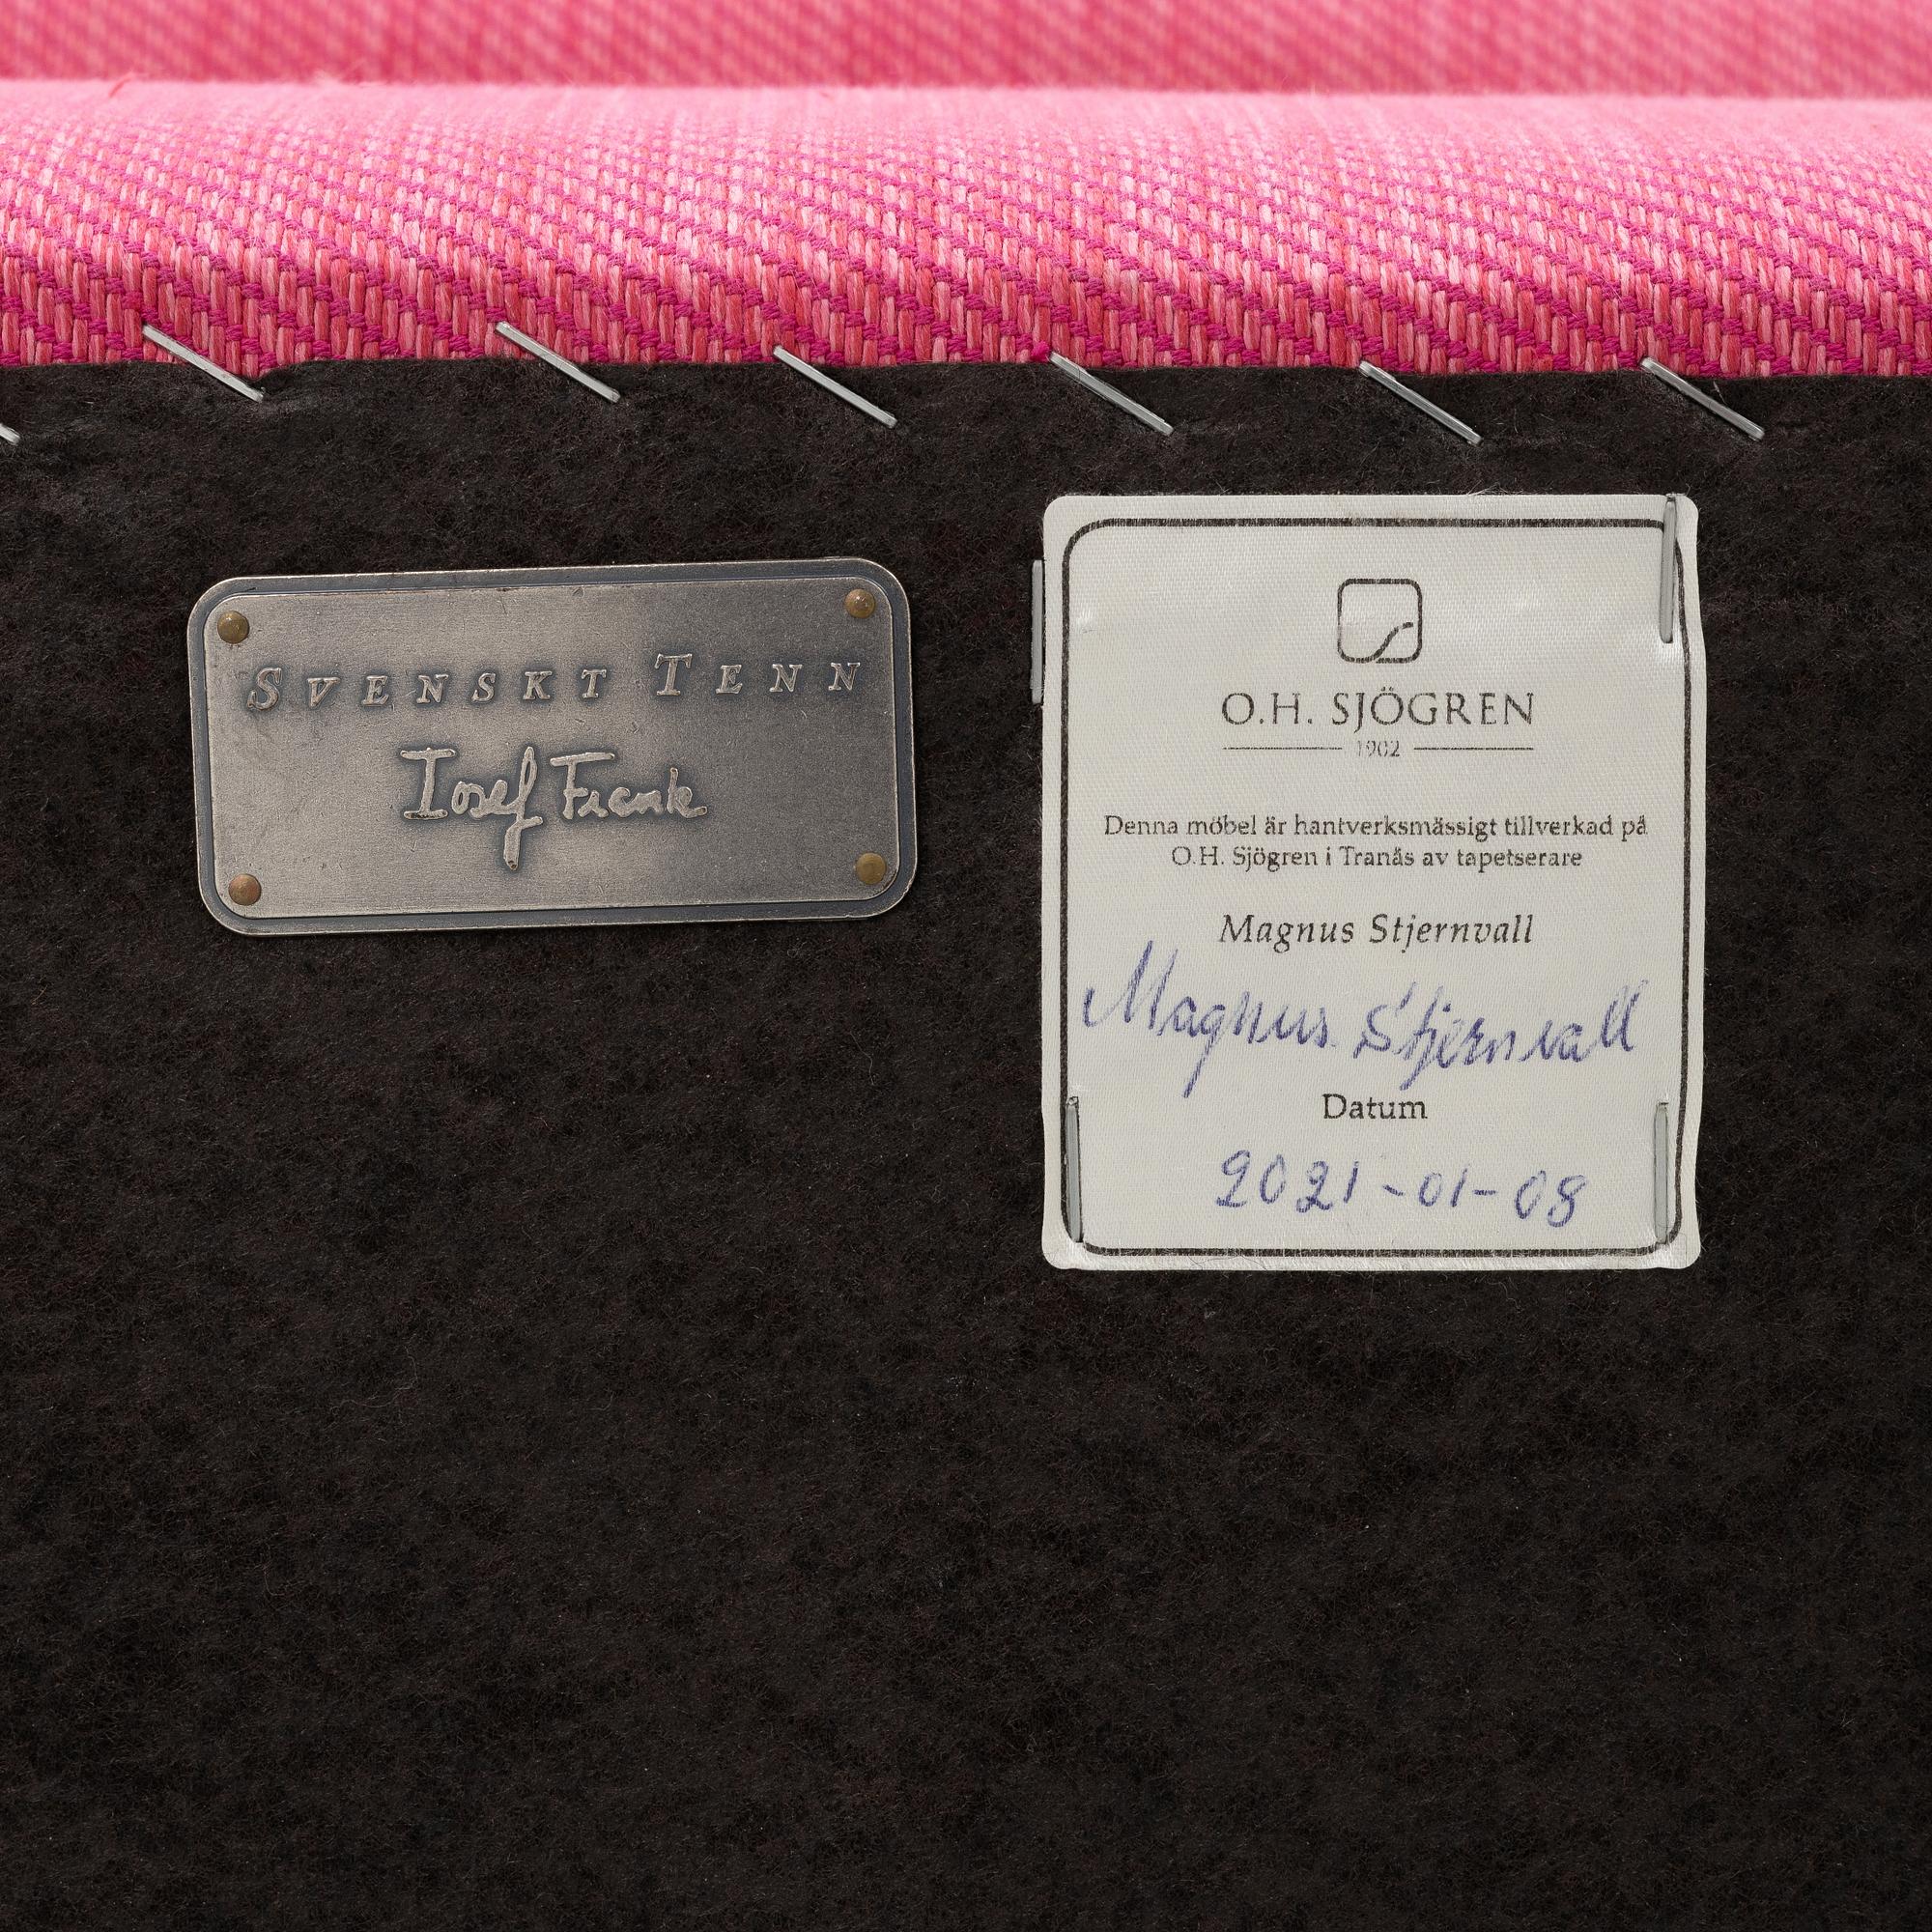 SVENSKT TENN
Josef Frank
O.H. SJÖGREN
1902
Denna möbel är hantverksmässigt tillverkad på
O.H. Sjögren i Tranås av tapetserare
Magnus Stjernvall
Magnus Stjernvall
Datum
2021-01-08